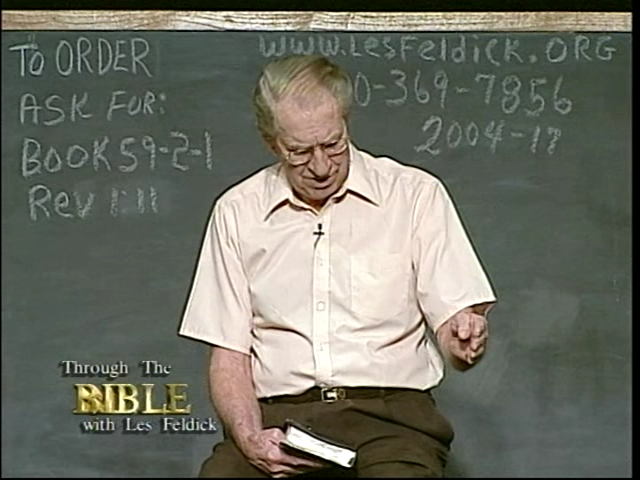 TO ORDER
ASK FOR:
BOOK 59-2-1
Rev 1:11
WWW.LESFELDICK.ORG
0-369-7856
2004-17
Through The
BIBLE
with Les Feldick